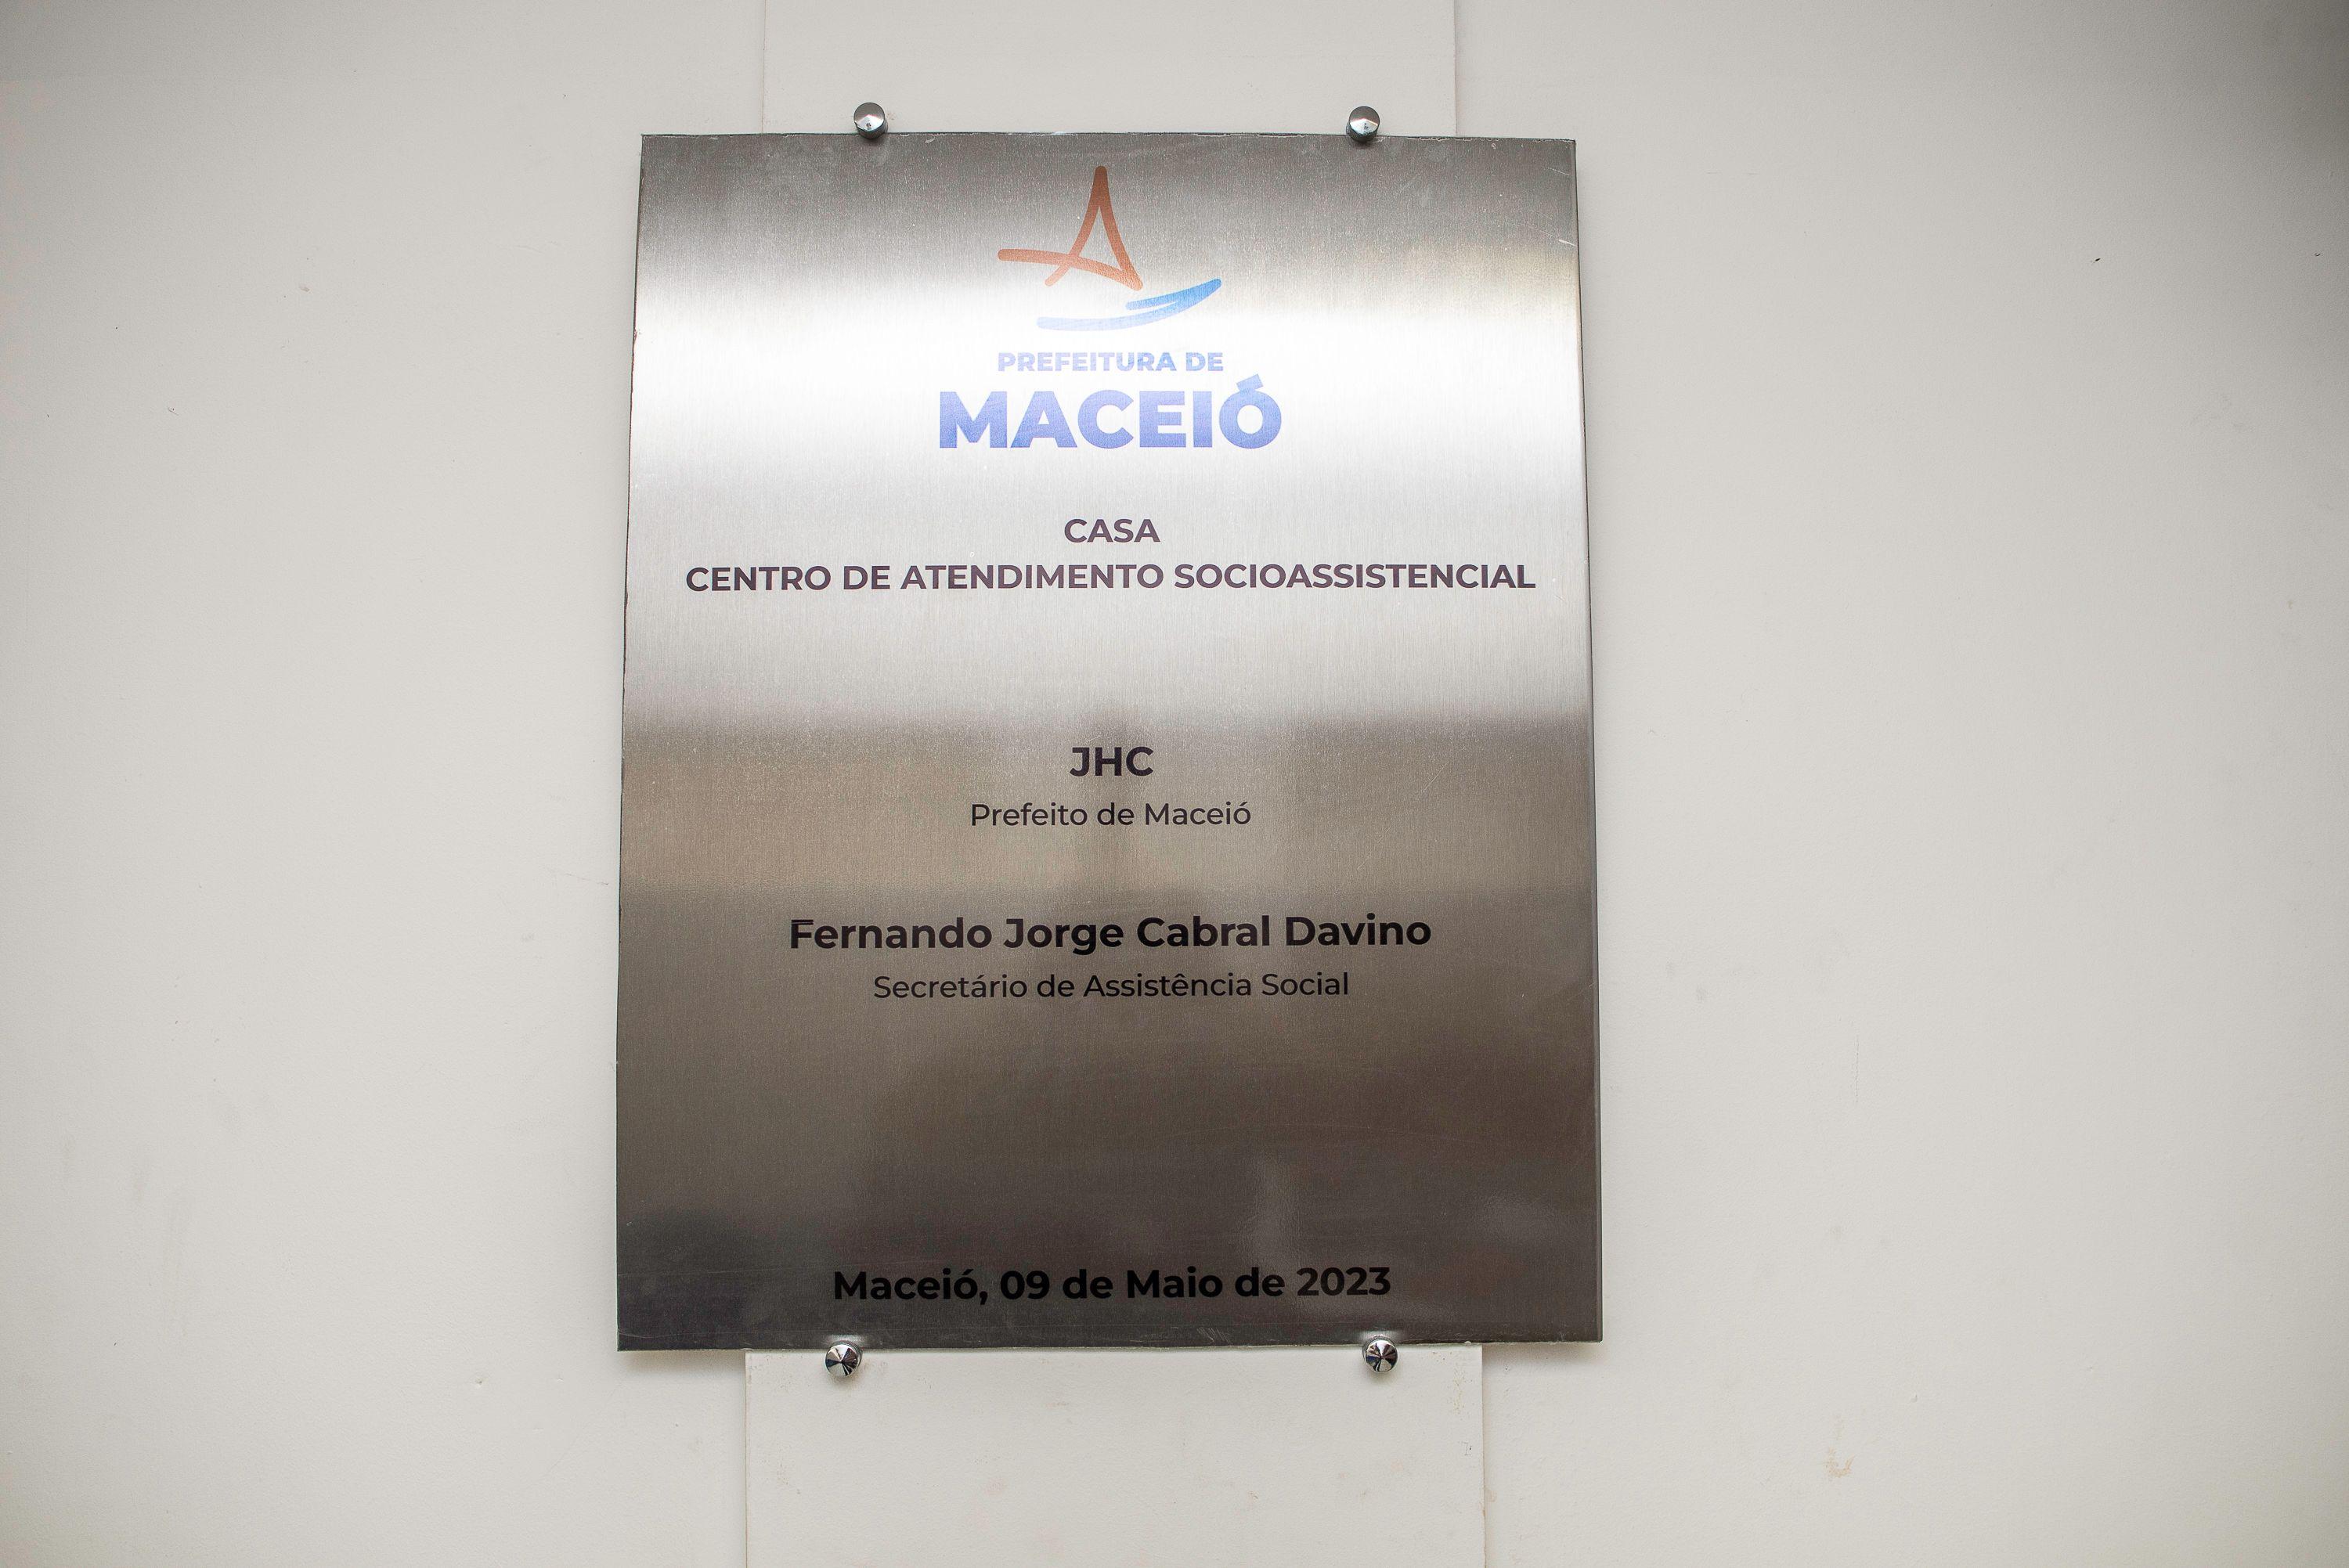 PREFEITURA DE
MACEIÓ
CASA
CENTRO DE ATENDIMENTO SOCIOASSISTENCIAL
JHC
Prefeito de Maceió
Fernando Jorge Cabral Davino
Secretário de Assistência Social
Maceió, 09 de Maio de 2023